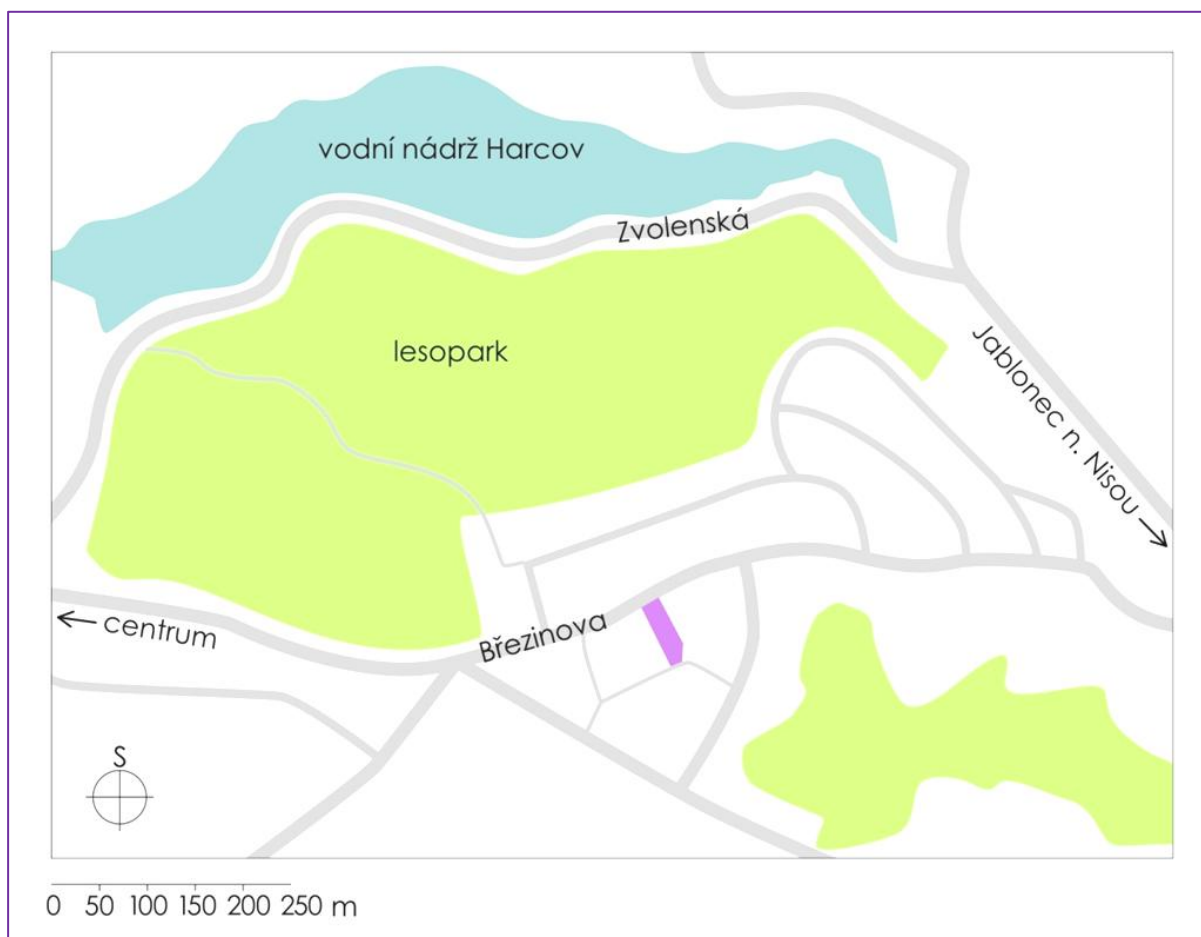 vodní nádrž Harcov
Zvolenská
lesopark
Jablonec n. Nisou →
Březinova
← centrum
S
0 50 100 150 200 250 m